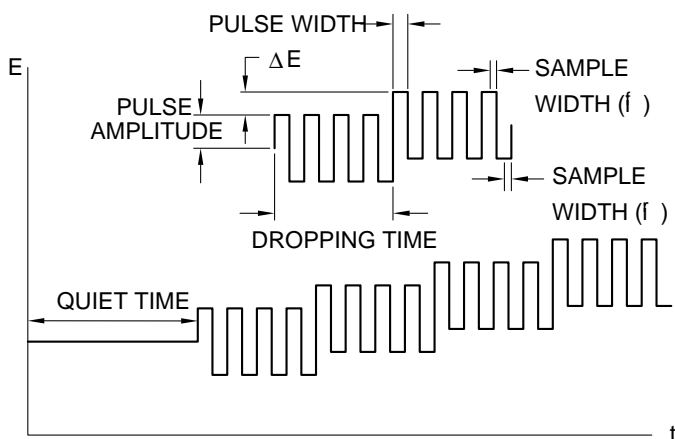 PULSE WIDTH
ΔE
E
SAMPLE
WIDTH ( )
PULSE
AMPLITUDE
SAMPLE
WIDTH ( )
DROPPING TIME
QUIET TIME
t